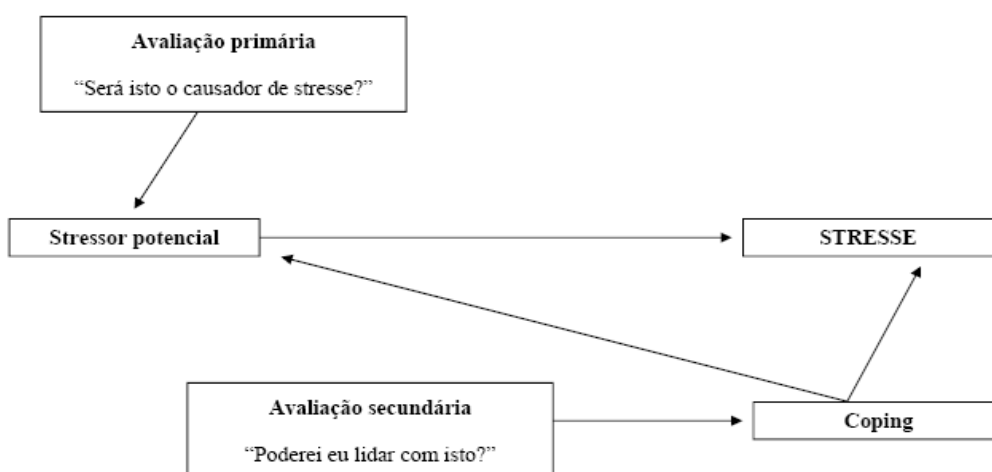 Avaliação primária
“Será isto o causador de stresse?”
Stressor potencial
STRESSE
Avaliação secundária
“Poderei eu lidar com isto?”
Coping